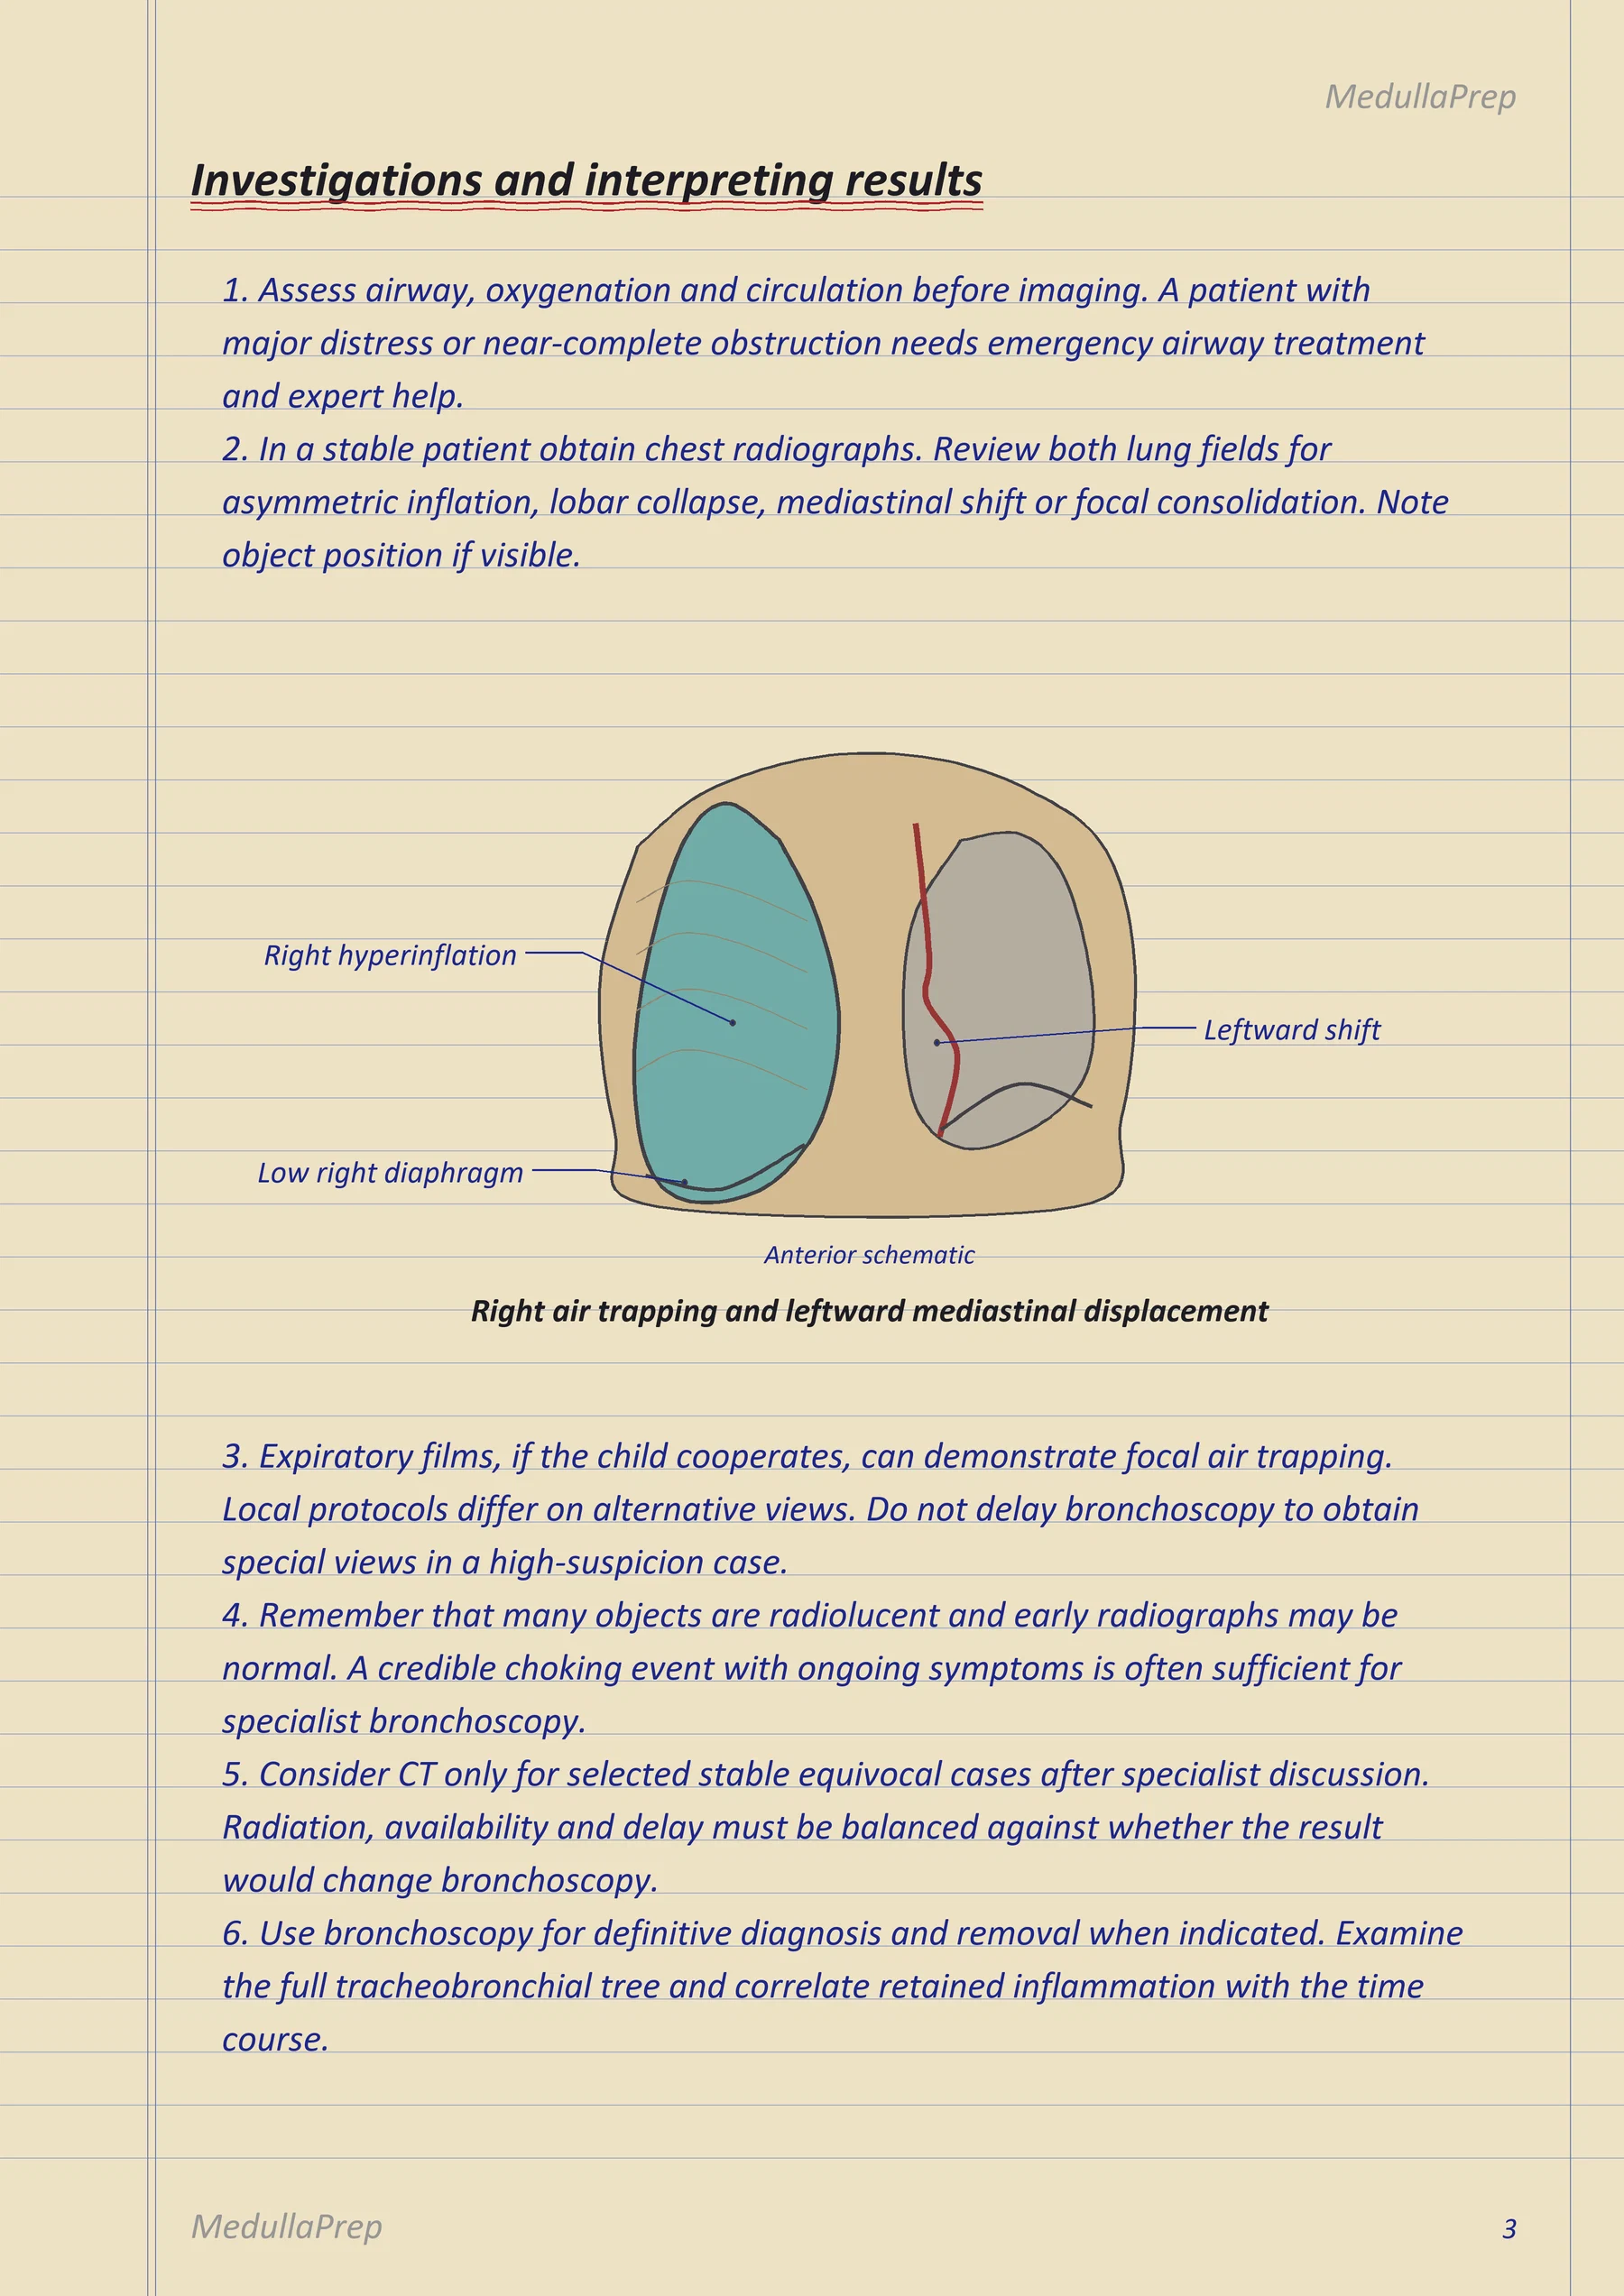 MedullaPrep
Investigations and interpreting results
1. Assess airway, oxygenation and circulation before imaging. A patient with
major distress or near-complete obstruction needs emergency airway treatment
and expert help.
2. In a stable patient obtain chest radiographs. Review both lung fields for
asymmetric inflation, lobar collapse, mediastinal shift or focal consolidation. Note
object position if visible.
Right hyperinflation
Leftward shift
Low right diaphragm
Anterior schematic
Right air trapping and leftward mediastinal displacement
3. Expiratory films, if the child cooperates, can demonstrate focal air trapping.
Local protocols differ on alternative views. Do not delay bronchoscopy to obtain
special views in a high-suspicion case.
4. Remember that many objects are radiolucent and early radiographs may be
normal. A credible choking event with ongoing symptoms is often sufficient for
specialist bronchoscopy.
5. Consider CT only for selected stable equivocal cases after specialist discussion.
Radiation, availability and delay must be balanced against whether the result
would change bronchoscopy.
6. Use bronchoscopy for definitive diagnosis and removal when indicated. Examine
the full tracheobronchial tree and correlate retained inflammation with the time
course.
MedullaPrep
3